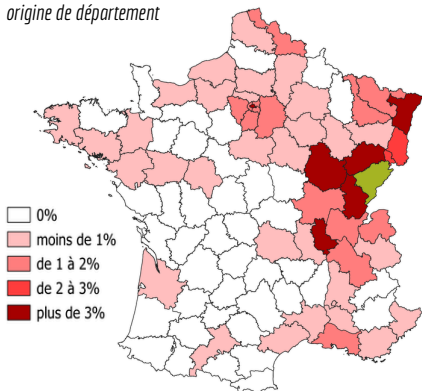 origine de département
0%
moins de 1%
de 1 à 2%
de 2 à 3%
plus de 3%